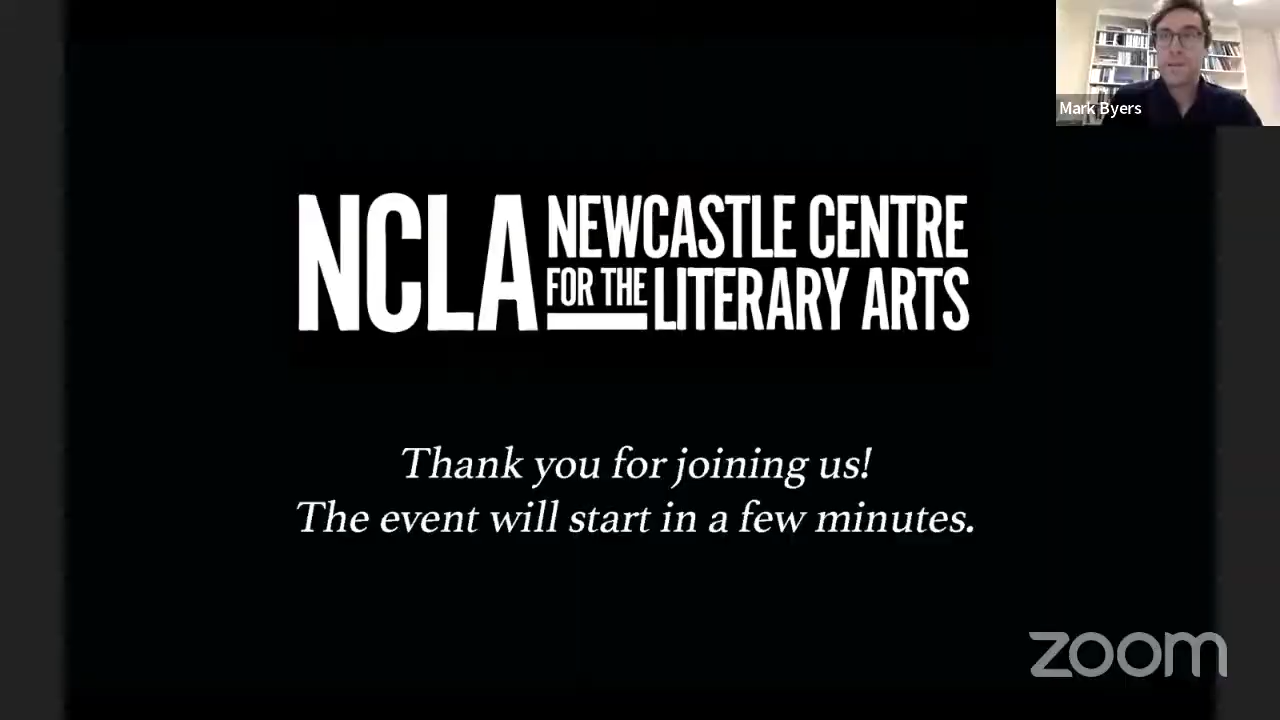 Mark Byers
NCLA NEWCASTLE CENTRE
FOR THE LITERARY ARTS
Thank you for joining us!
The event will start in a few minutes.
zoom